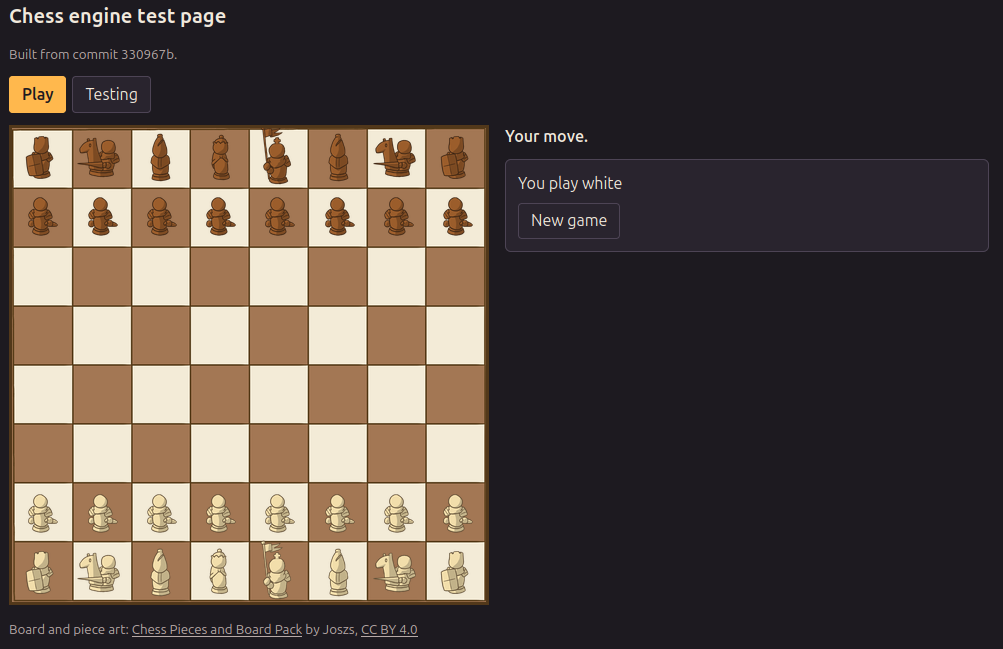 Chess engine test page
Built from commit 330967b.
Play
Testing
Your move.
You play white
New game
Board and piece art: Chess Pieces and Board Pack by Joszs, CC BY 4.0